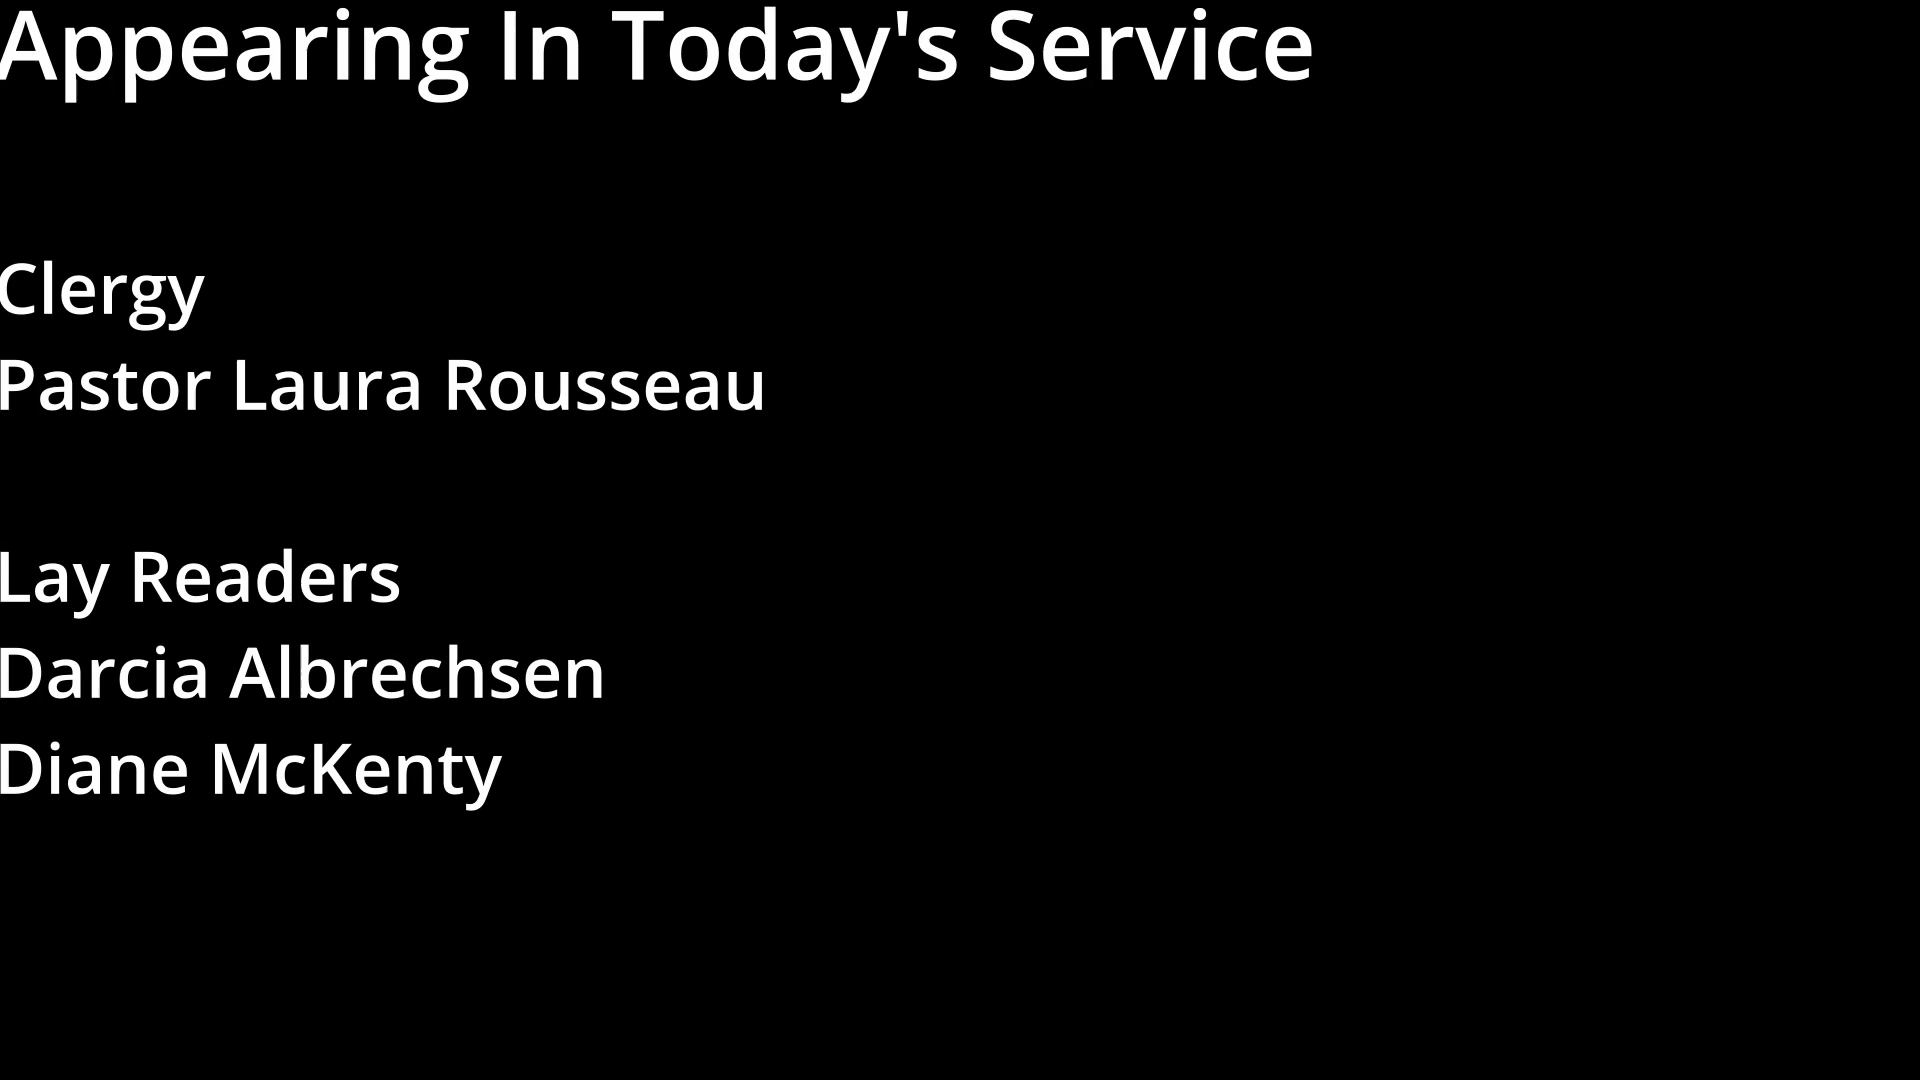 Appearing In Today's Service
Clergy
Pastor Laura Rousseau
Lay Readers
Darcia Albrechsen
Diane McKenty